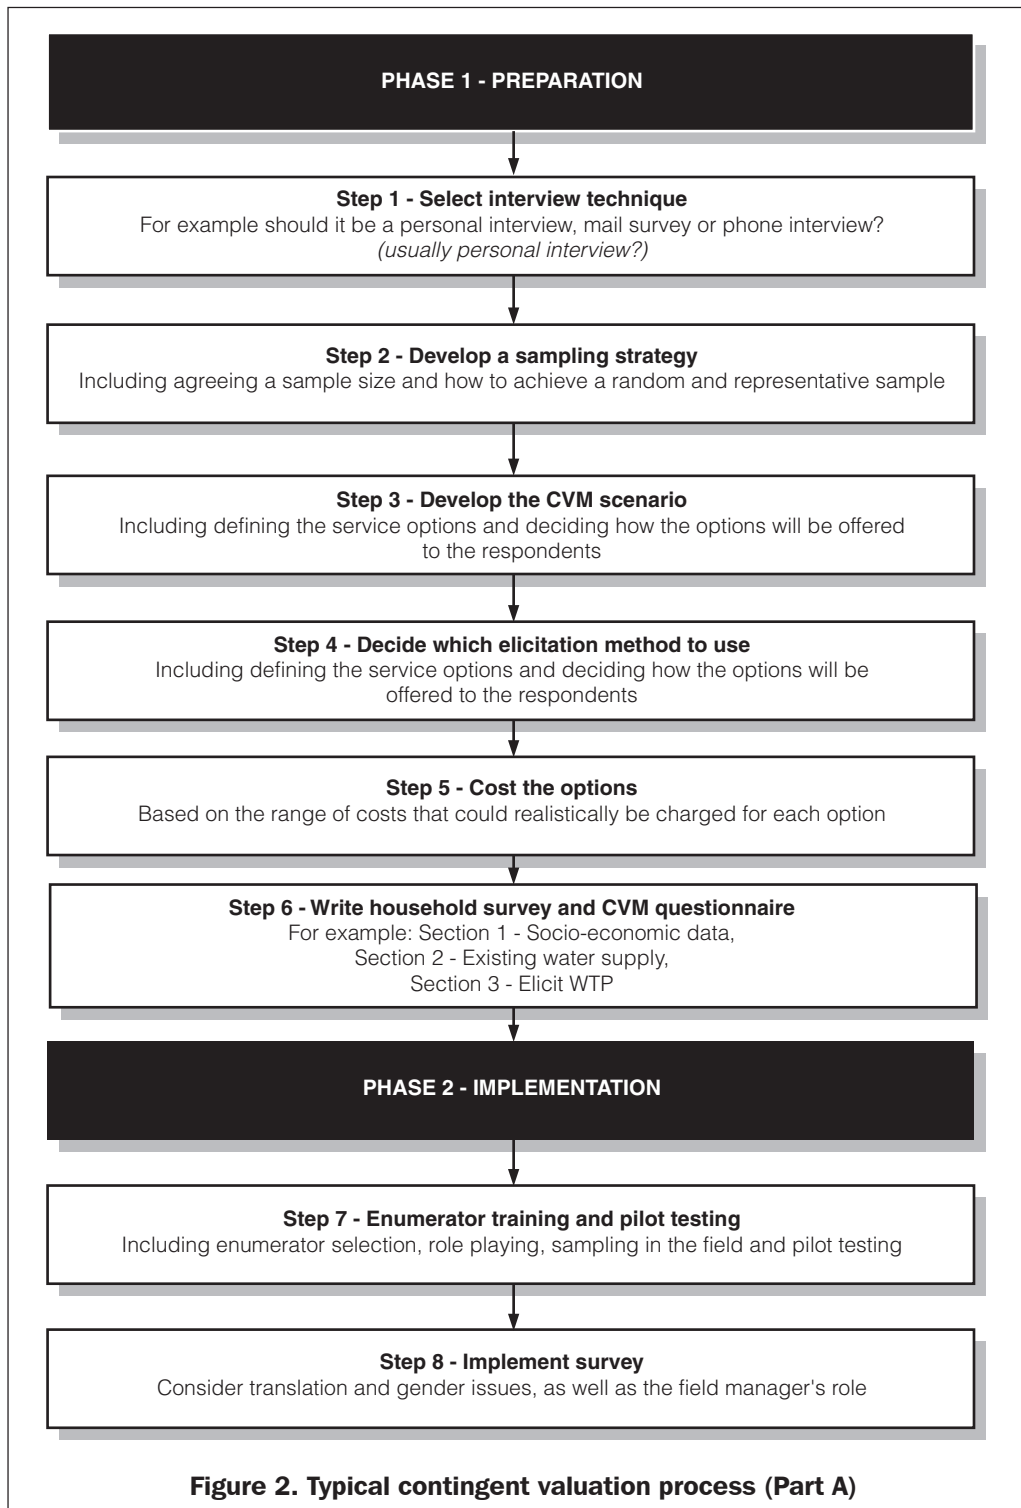 PHASE 1 - PREPARATION
Step 1 - Select interview technique
For example should it be a personal interview, mail survey or phone interview?
(usually personal interview?)
Step 2 - Develop a sampling strategy
Including agreeing a sample size and how to achieve a random and representative sample
Step 3 - Develop the CVM scenario
Including defining the service options and deciding how the options will be offered
to the respondents
Step 4 - Decide which elicitation method to use
Including defining the service options and deciding how the options will be
offered to the respondents
Step 5 - Cost the options
Based on the range of costs that could realistically be charged for each option
Step 6 - Write household survey and CVM questionnaire
For example: Section 1 - Socio-economic data,
Section 2 - Existing water supply,
Section 3 - Elicit WTP
PHASE 2 - IMPLEMENTATION
Step 7 - Enumerator training and pilot testing
Including enumerator selection, role playing, sampling in the field and pilot testing
Step 8 - Implement survey
Consider translation and gender issues, as well as the field manager's role
Figure 2. Typical contingent valuation process (Part A)